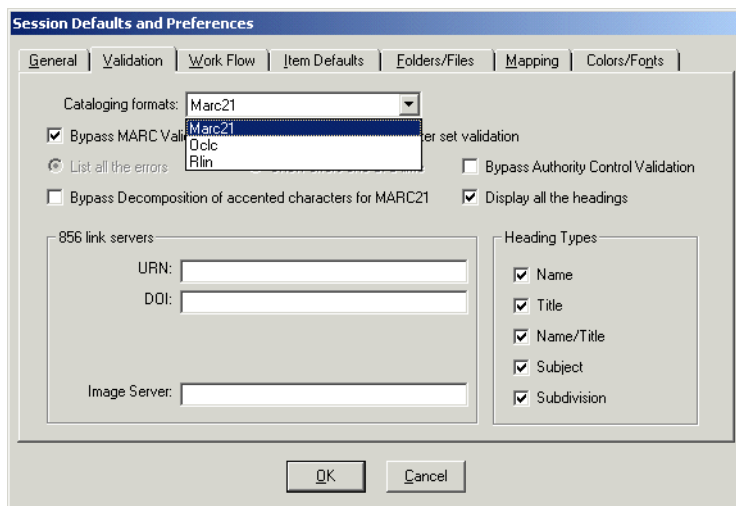 Session Defaults and Preferences
General Validation Work Flow Item Defaults Folders/Files Mapping Colors/Fonts
Cataloging formats: Marc21
Marc21
Oclc
Rlin
Bypass MARC Vali ter set validation
List all the errors
Bypass Authority Control Validation
Bypass Decomposition of accented characters for MARC21
Display all the headings
856 link servers
URN:
DOI:
Image Server:
Heading Types
Name
Title
Name/Title
Subject
Subdivision
OK Cancel